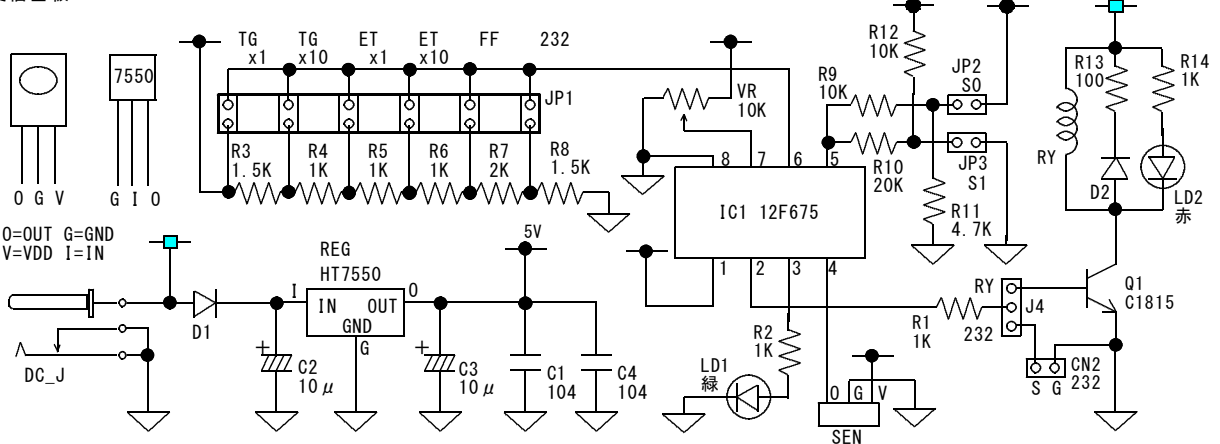 TG TG ET ET FF 232
x1 x10 x1 x10
JP1
7550
O G V
G I O
O=OUT G=GND
V=VDD I=IN
R3
1.5K
R4
1K
R5
1K
R6
1K
R7
2K
R8
1.5K
VR
10K
R9
10K
R10
20K
R12
10K
JP2
S0
JP3
S1
R11
4.7K
R13
100
R14
1K
RY
D2
LD2
赤
8 7 6 5
IC1 12F675
1 2 3 4
5V
REG
HT7550
I
IN OUT
O
GND
G
D1
DC_J
+
C2
10μ
+
C3
10μ
C1
104
C4
104
R2
1K
LD1
緑
O G V
SEN
R1
1K
RY
J4
232
Q1
C1815
CN2
232
S G